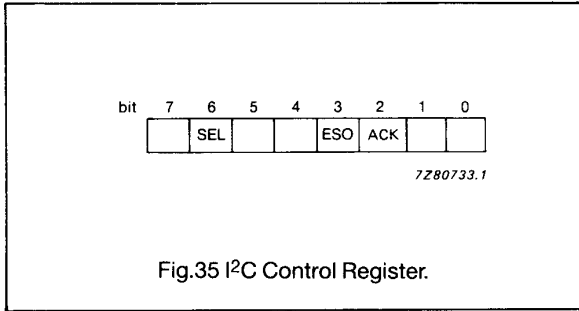 bit 7 6 5 4 3 2 1 0
SEL ESO ACK
7Z80733.1
Fig.35 I²C Control Register.